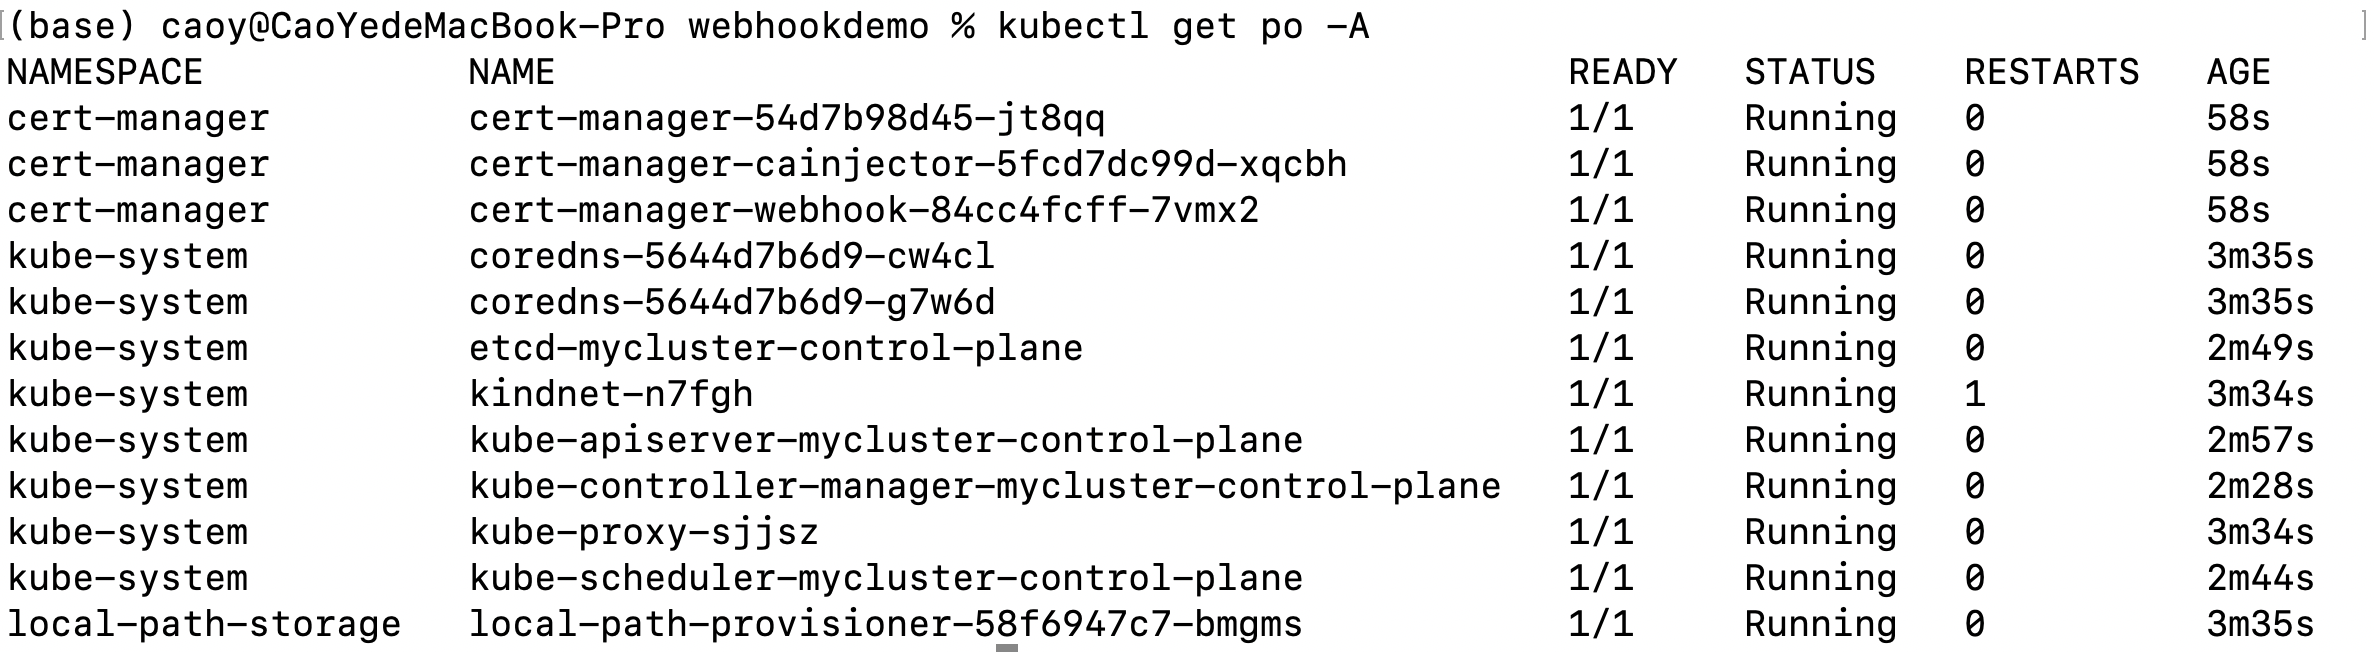 (base) caoy@CaoYedeMacBook-Pro webhookdemo % kubectl get po -A
NAMESPACE NAME READY STATUS RESTARTS AGE
cert-manager cert-manager-54d7b98d45-jt8qq 1/1 Running 0 58s
cert-manager cert-manager-cainjector-5fcd7dc99d-xqcbh 1/1 Running 0 58s
cert-manager cert-manager-webhook-84cc4fcff-7vmx2 1/1 Running 0 58s
kube-system coredns-5644d7b6d9-cw4cl 1/1 Running 0 3m35s
kube-system coredns-5644d7b6d9-g7w6d 1/1 Running 0 3m35s
kube-system etcd-mycluster-control-plane 1/1 Running 0 2m49s
kube-system kindnet-n7fgh 1/1 Running 1 3m34s
kube-system kube-apiserver-mycluster-control-plane 1/1 Running 0 2m57s
kube-system kube-controller-manager-mycluster-control-plane 1/1 Running 0 2m28s
kube-system kube-proxy-sjjsz 1/1 Running 0 3m34s
kube-system kube-scheduler-mycluster-control-plane 1/1 Running 0 2m44s
local-path-storage local-path-provisioner-58f6947c7-bmgms 1/1 Running 0 3m35s